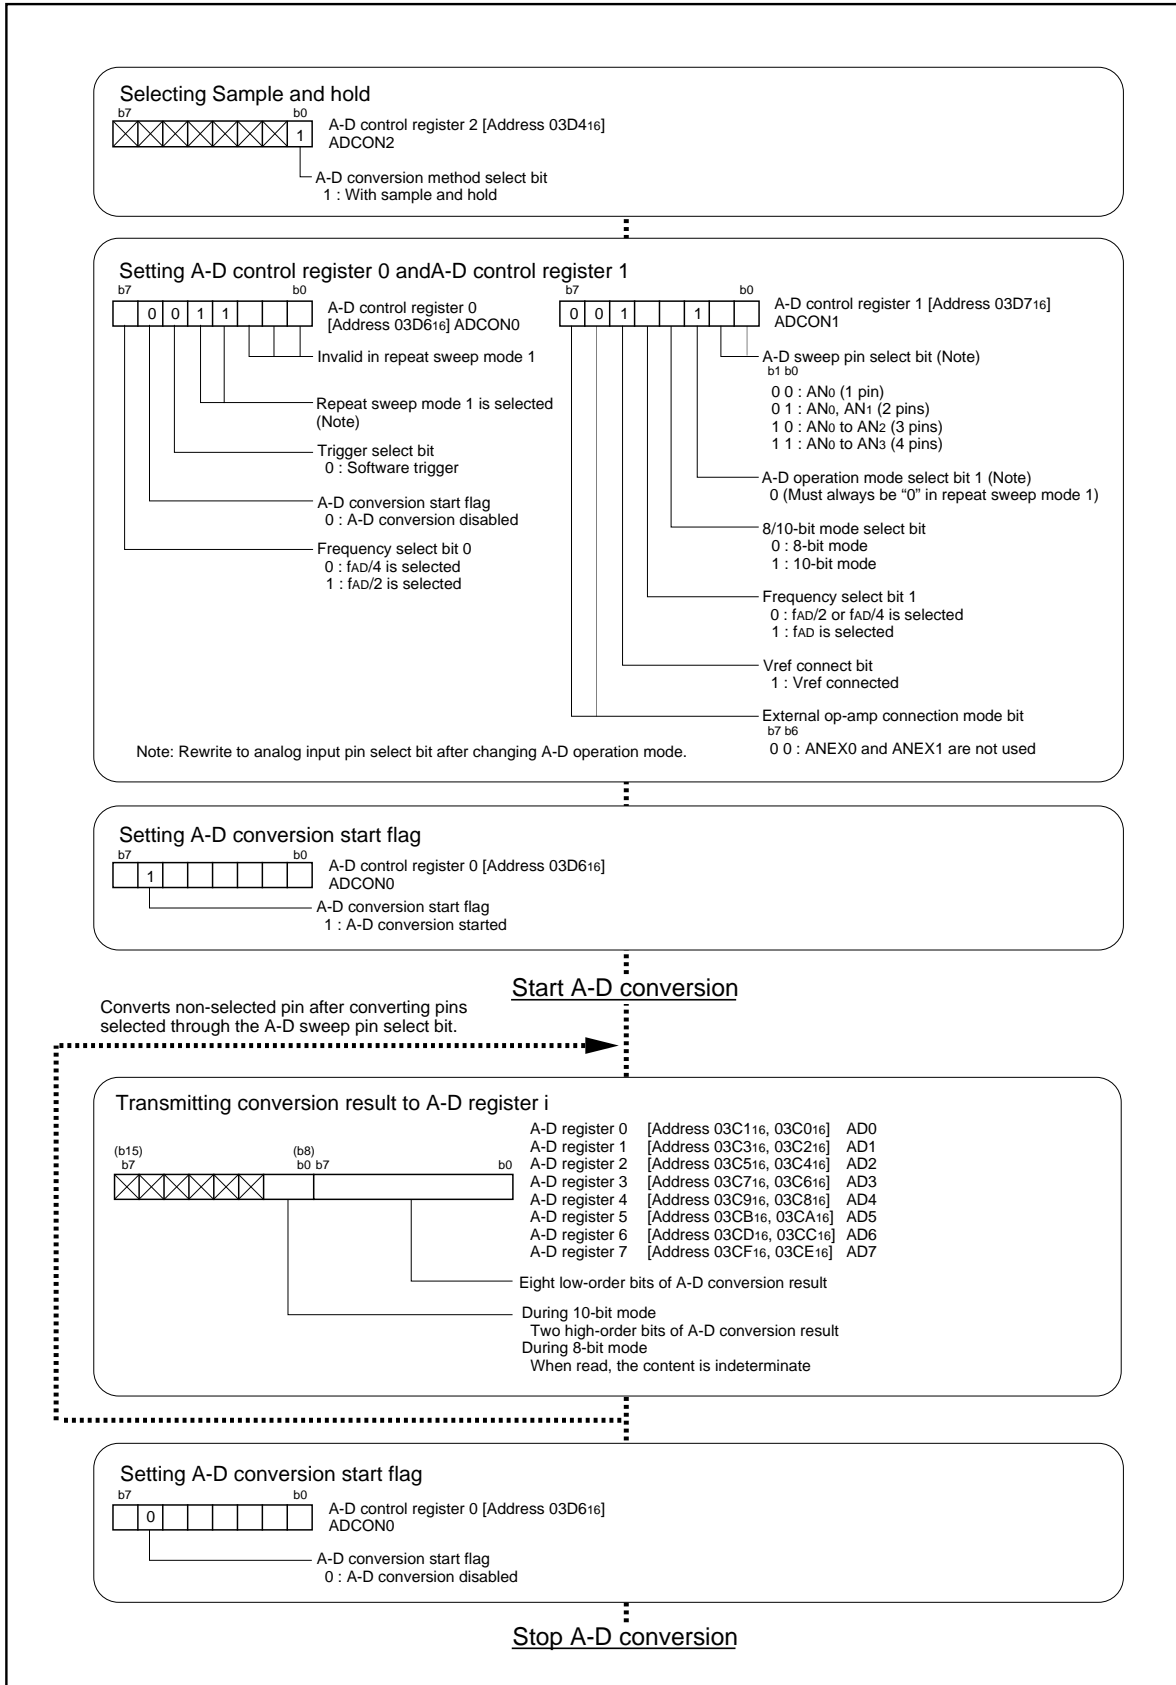 Selecting Sample and hold
b7 b0
1
A-D control register 2 [Address 03D416]
ADCON2
A-D conversion method select bit
1 : With sample and hold
Setting A-D control register 0 andA-D control register 1
b7 b0
0 0 1 1
A-D control register 0
[Address 03D616] ADCON0
Invalid in repeat sweep mode 1
Repeat sweep mode 1 is selected
(Note)
Trigger select bit
0 : Software trigger
A-D conversion start flag
0 : A-D conversion disabled
Frequency select bit 0
0 : fAD/4 is selected
1 : fAD/2 is selected
b7 b0
0 0 1 1
A-D control register 1 [Address 03D716]
ADCON1
A-D sweep pin select bit (Note)
b1 b0
0 0 : AN0 (1 pin)
0 1 : AN0, AN1 (2 pins)
1 0 : AN0 to AN2 (3 pins)
1 1 : AN0 to AN3 (4 pins)
A-D operation mode select bit 1 (Note)
0 (Must always be “0” in repeat sweep mode 1)
8/10-bit mode select bit
0 : 8-bit mode
1 : 10-bit mode
Frequency select bit 1
0 : fAD/2 or fAD/4 is selected
1 : fAD is selected
Vref connect bit
1 : Vref connected
External op-amp connection mode bit
b7 b6
0 0 : ANEX0 and ANEX1 are not used
Note: Rewrite to analog input pin select bit after changing A-D operation mode.
Setting A-D conversion start flag
b7 b0
1
A-D control register 0 [Address 03D616]
ADCON0
A-D conversion start flag
1 : A-D conversion started
Start A-D conversion
Converts non-selected pin after converting pins
selected through the A-D sweep pin select bit.
Transmitting conversion result to A-D register i
(b15) (b8)
b7 b0 b7 b0
A-D register 0 [Address 03C116, 03C016] AD0
A-D register 1 [Address 03C316, 03C216] AD1
A-D register 2 [Address 03C516, 03C416] AD2
A-D register 3 [Address 03C716, 03C616] AD3
A-D register 4 [Address 03C916, 03C816] AD4
A-D register 5 [Address 03CB16, 03CA16] AD5
A-D register 6 [Address 03CD16, 03CC16] AD6
A-D register 7 [Address 03CF16, 03CE16] AD7
Eight low-order bits of A-D conversion result
During 10-bit mode
Two high-order bits of A-D conversion result
During 8-bit mode
When read, the content is indeterminate
Setting A-D conversion start flag
b7 b0
0
A-D control register 0 [Address 03D616]
ADCON0
A-D conversion start flag
0 : A-D conversion disabled
Stop A-D conversion